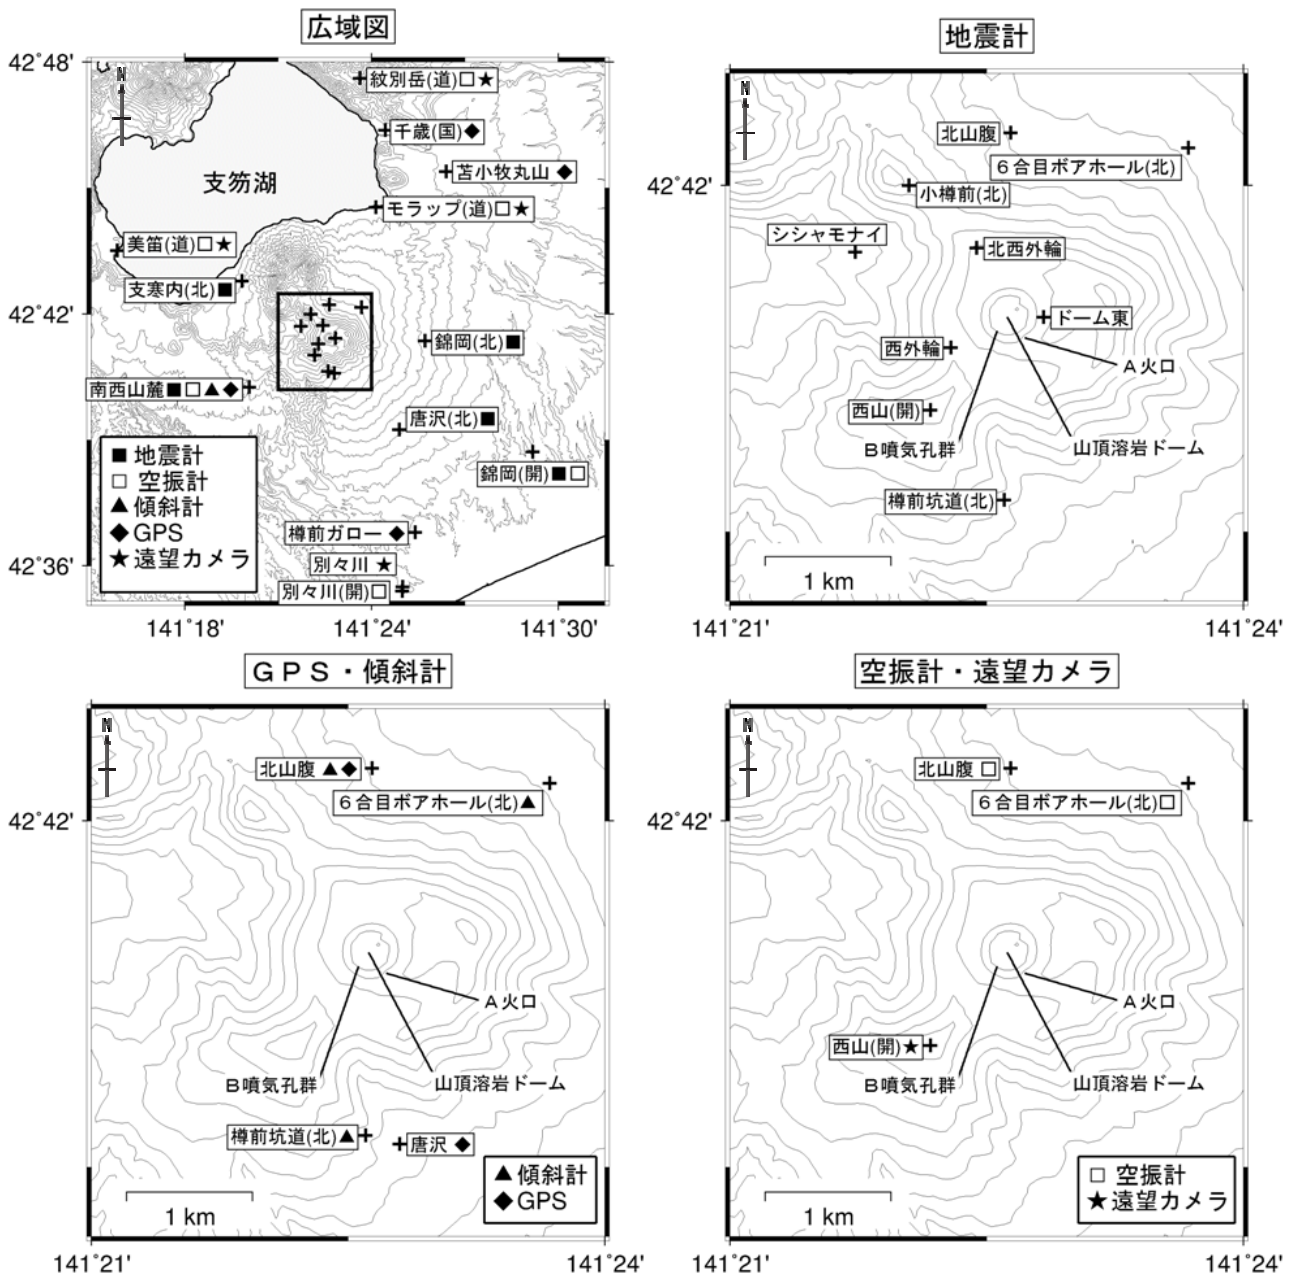 広域図
42°48'
N
紋別岳(道)□★
千歳(国)◆
苫小牧丸山 ◆
支笏湖
モラップ(道)□★
美笛(道)□★
支寒内(北)■
42°42'
錦岡(北)■
南西山麓■□▲◆
唐沢(北)■
錦岡(開)■□
■地震計
□ 空振計
▲傾斜計
◆GPS
★遠望カメラ
樽前ガロー ◆
別々川 ★
別々川(開)□
42°36'
141°18'
141°24'
141°30'
地震計
N
北山腹
6合目ボアホール(北)
42°42'
小樽前(北)
シシャモナイ
北西外輪
ドーム東
西外輪
A火口
西山(開)
B噴気孔群
山頂溶岩ドーム
樽前坑道(北)
1 km
141°21'
141°24'
GPS・傾斜計
N
北山腹 ▲◆
6合目ボアホール(北)▲
42°42'
A火口
B噴気孔群
山頂溶岩ドーム
樽前坑道(北)▲
唐沢 ◆
▲傾斜計
◆GPS
1 km
141°21'
141°24'
空振計・遠望カメラ
N
北山腹 □
6合目ボアホール(北)□
42°42'
A火口
西山(開)★
B噴気孔群
山頂溶岩ドーム
□ 空振計
★遠望カメラ
1 km
141°21'
141°24'